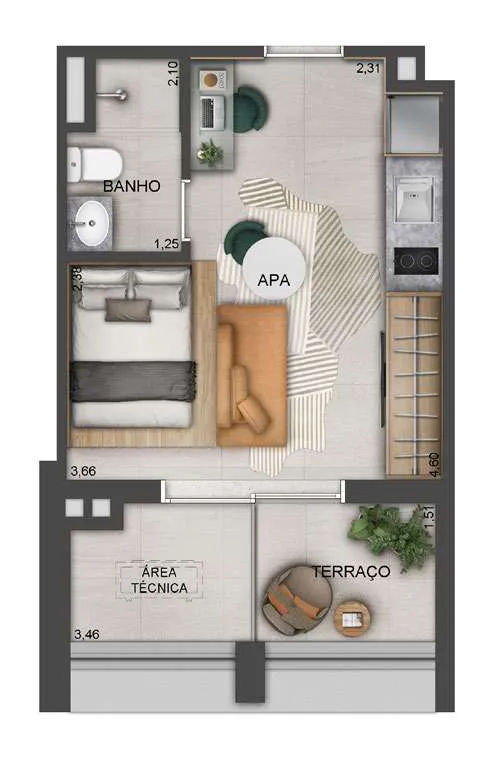 2,10
2,31
BANHO
1,25
2,38
APA
3,66
4,60
1,51
ÁREA
TÉCNICA
TERRAÇO
3,46